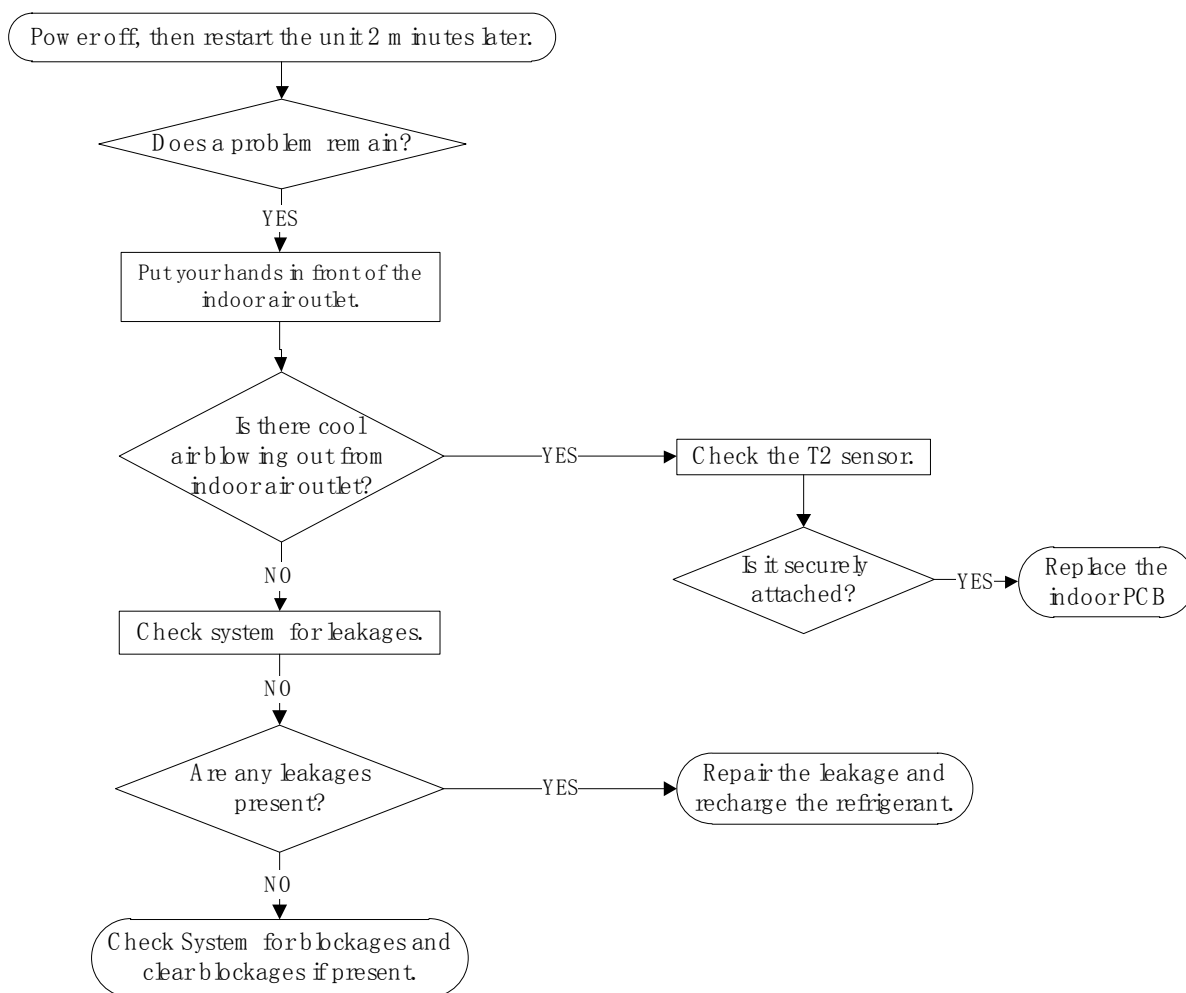 Power off, then restart the unit 2 minutes later.
Does a problem remain?
YES
Put your hands in front of the
indoor air outlet.
Is there cool
air blowing out from
indoor air outlet?
YES
Check the T2 sensor.
Is it securely
attached?
YES
Replace the
indoor PCB
NO
Check system for leakages.
NO
Are any leakages
present?
YES
Repair the leakage and
recharge the refrigerant.
NO
Check System for blockages and
clear blockages if present.